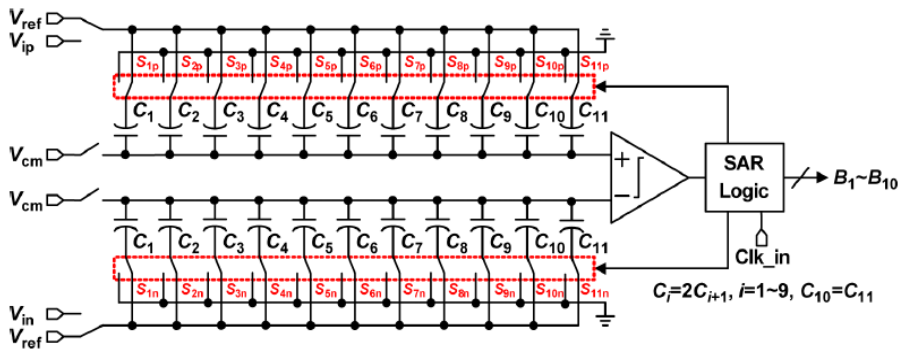 Vref
Vip
S1p S2p S3p S4p S5p S6p S7p S8p S9p S10p S11p
C1 C2 C3 C4 C5 C6 C7 C8 C9 C10 C11
Vcm
+
SAR
Logic
B1~B10
Vcm
−
C1 C2 C3 C4 C5 C6 C7 C8 C9 C10 C11
Clk_in
S1n S2n S3n S4n S5n S6n S7n S8n S9n S10n S11n
Ci=2Ci+1, i=1~9, C10=C11
Vin
Vref